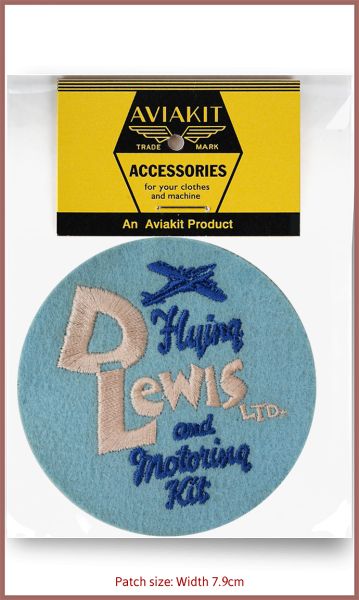 AVIAKIT
TRADE MARK
ACCESSORIES
for your clothes
and machine
An Aviakit Product
Flying
D Lewis LTD.
and
Motoring
Kit
Patch size: Width 7.9cm